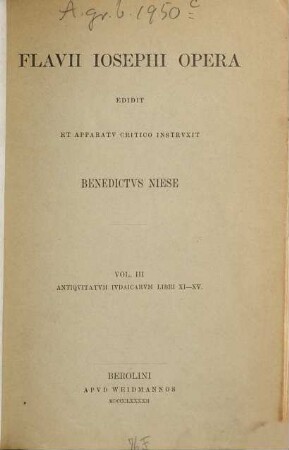 A. gr. b. 1950 c
FLAVII IOSEPHI OPERA
EDIDIT
ET APPARATV CRITICO INSTRVXIT
BENEDICTVS NIESE
VOL. III
ANTIQVITATVM IVDAICARVM LIBRI XI—XV.
BEROLINI
APVD WEIDMANNOS
MDCCCLXXXXII